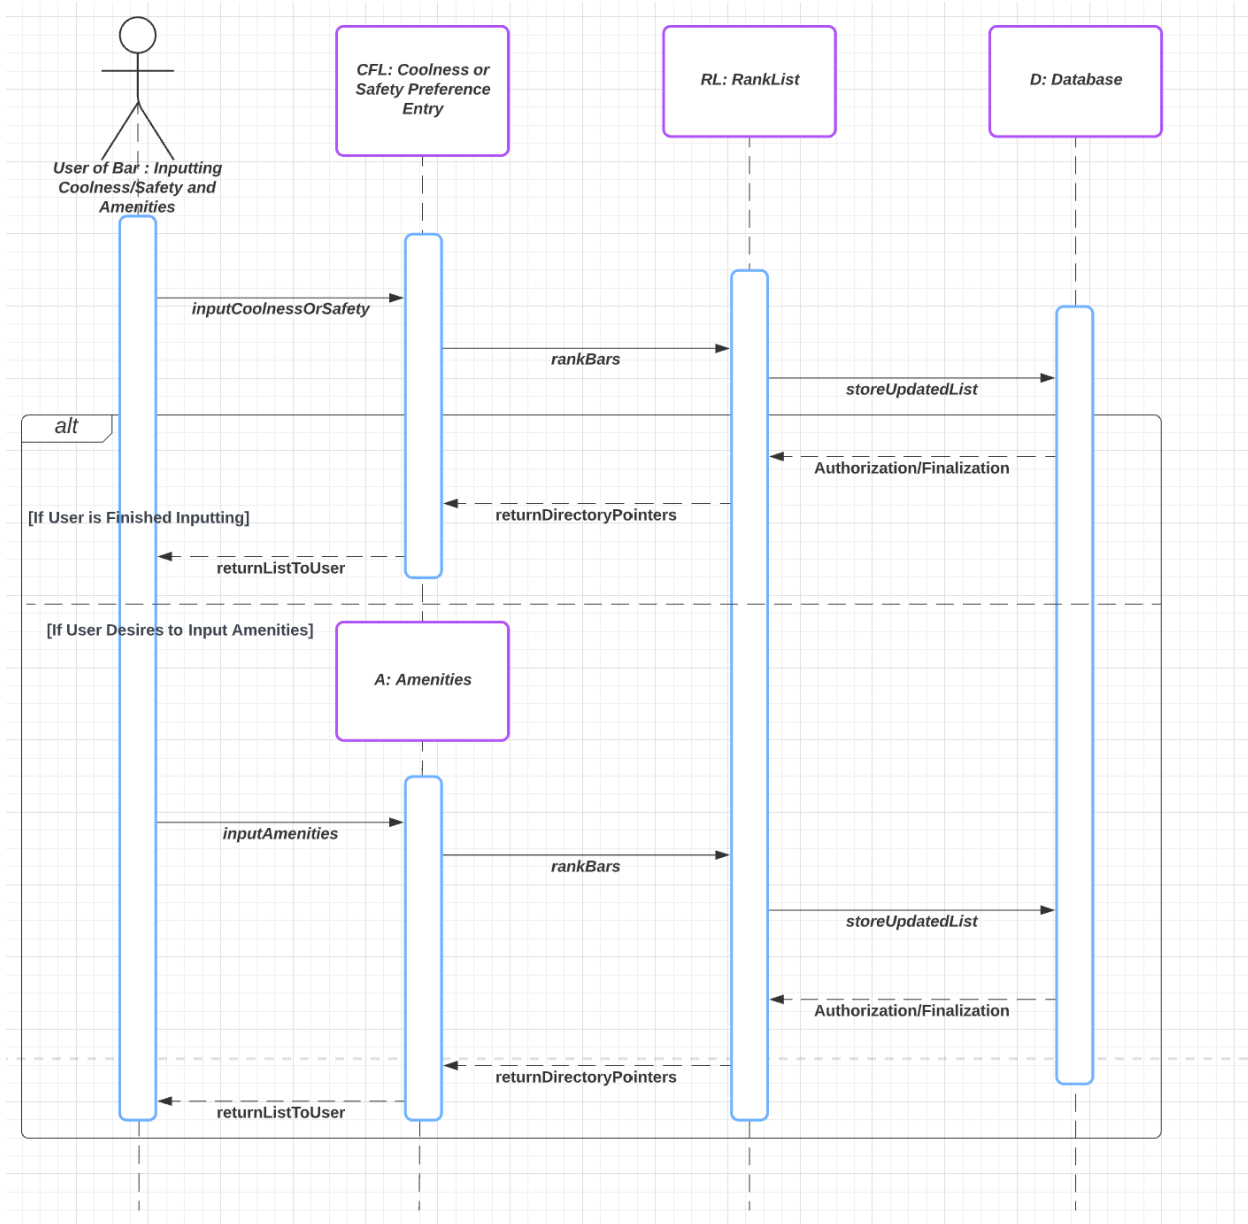 CFL: Coolness or
Safety Preference
Entry
RL: RankList
D: Database
User of Bar : Inputting
Coolness/Safety and
Amenities
inputCoolnessOrSafety
rankBars
storeUpdatedList
alt
Authorization/Finalization
returnDirectoryPointers
[If User is Finished Inputting]
returnListToUser
[If User Desires to Input Amenities]
A: Amenities
inputAmenities
rankBars
storeUpdatedList
Authorization/Finalization
returnDirectoryPointers
returnListToUser